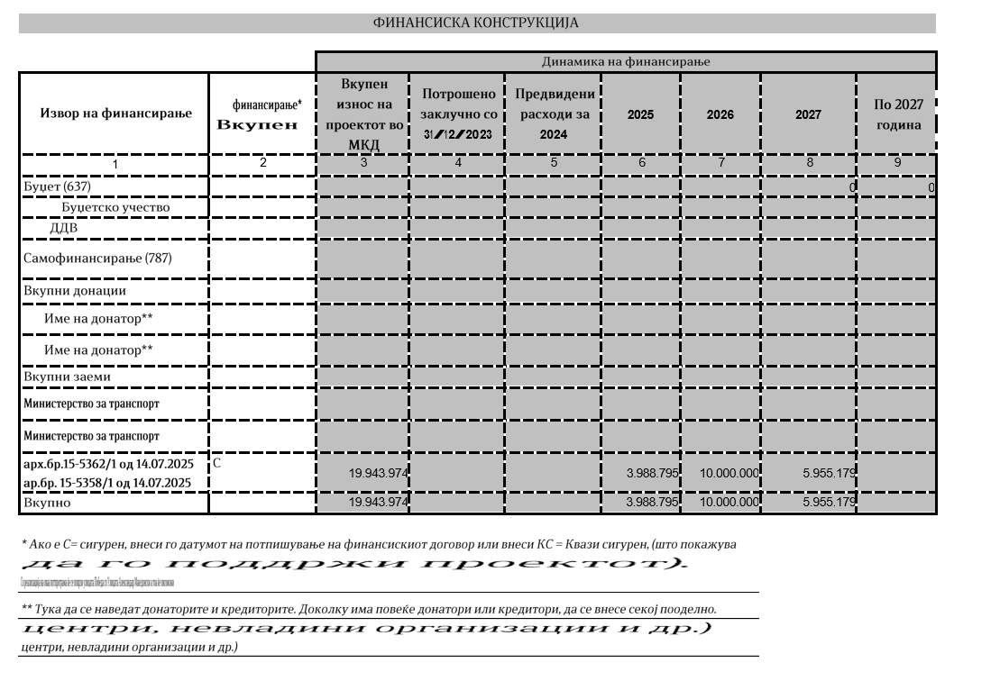 ФИНАНСИСКА КОНСТРУКЦИЈА
Динамика на финансирање
Извор на финансирање
финансирање*
Вкупен
Вкупен
износ на
проектот во
МКД
Потрошено
заклучно со
31/12/2023
Предвидени
расходи за
2024
2025
2026
2027
По 2027
година
1 2 3 4 5 6 7 8 9
Буџет (637) 0 0
Буџетско учество
ДДВ
Самофинансирање (787)
Вкупни донации
Име на донатор**
Име на донатор**
Вкупни заеми
Министерство за транспорт
Министерство за транспорт
арх.бр.15-5362/1 од 14.07.2025
ар.бр. 15-5358/1 од 14.07.2025
С 19.943.974 3.988.795 10.000.000 5.955.179
Вкупно 19.943.974 3.988.795 10.000.000 5.955.179
* Ако е С= сигурен, внеси го датумот на потпишување на финансискиот договор или внеси КС = Квази сигурен, (што покажува
да го поддржи проектот).
** Тука да се наведат донаторите и кредиторите. Доколку има повеќе донатори или кредитори, да се внесе секој пооделно.
центри, невладини организации и др.)
центри, невладини организации и др.)